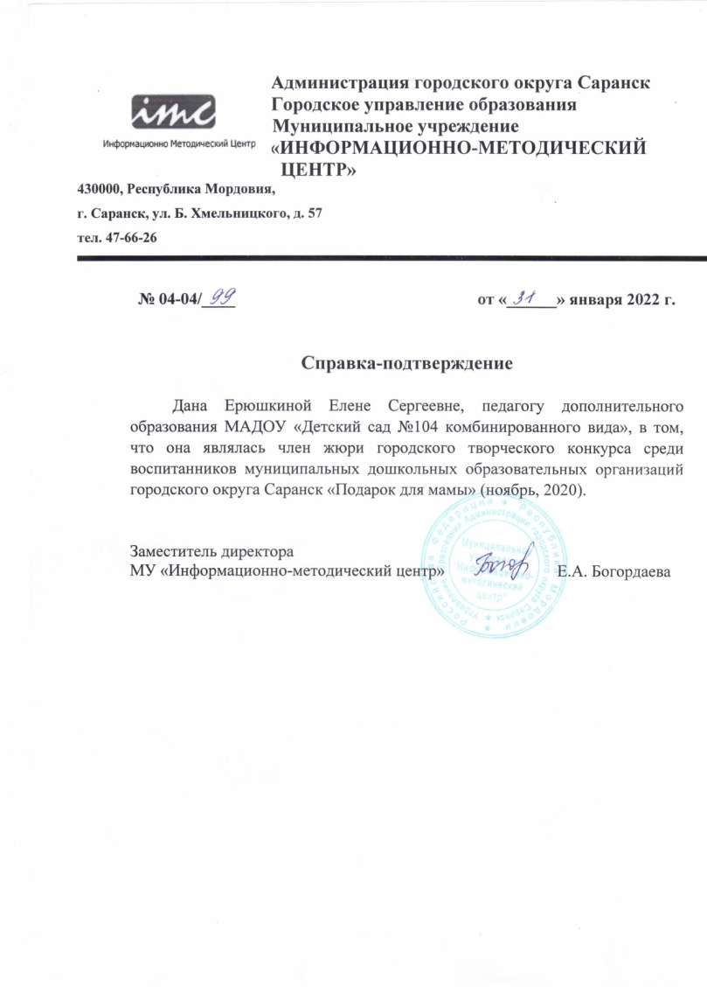 Администрация городского округа Саранск
Городское управление образования
Муниципальное учреждение
«ИНФОРМАЦИОННО-МЕТОДИЧЕСКИЙ
ЦЕНТР»
imc
Информационно Методический Центр
430000, Республика Мордовия,
г. Саранск, ул. Б. Хмельницкого, д. 57
тел. 47-66-26
№ 04-04/ 99 от « 31 » января 2022 г.
Справка-подтверждение
Дана Ерюшкиной Елене Сергеевне, педагогу дополнительного
образования МАДОУ «Детский сад №104 комбинированного вида», в том,
что она являлась член жюри городского творческого конкурса среди
воспитанников муниципальных дошкольных образовательных организаций
городского округа Саранск «Подарок для мамы» (ноябрь, 2020).
Заместитель директора
МУ «Информационно-методический центр» Е.А. Богордаева
Российская Федерация ★ Республика Мордовия ★
Управление образования Администрации городского округа Саранск ★
Муниципальное
учреждение
"Информационно-
методический
центр"